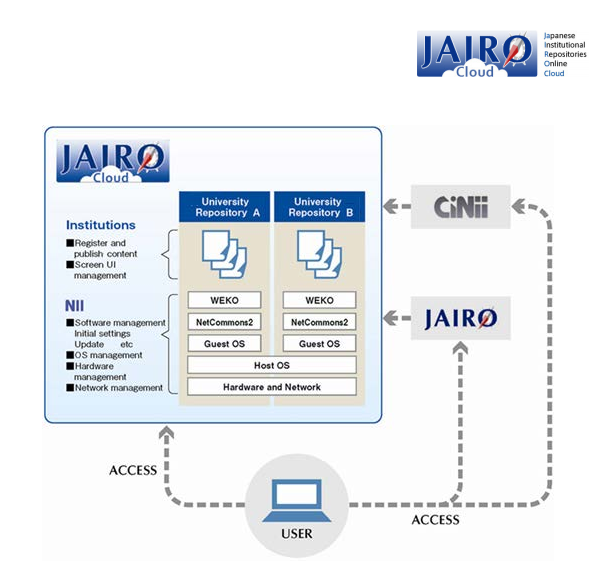 JAIRO
Cloud
Japanese
Institutional
Repositories
Online
Cloud
JAIRO
Cloud
University
Repository A
University
Repository B
Institutions
■Register and
publish content
■Screen UI
management
NII
■Software management
Initial settings
Update etc
■OS management
■Hardware
management
■Network management
WEKO
WEKO
NetCommons2
NetCommons2
Guest OS
Guest OS
Host OS
Hardware and Network
CiNii
JAIRO
ACCESS
ACCESS
USER